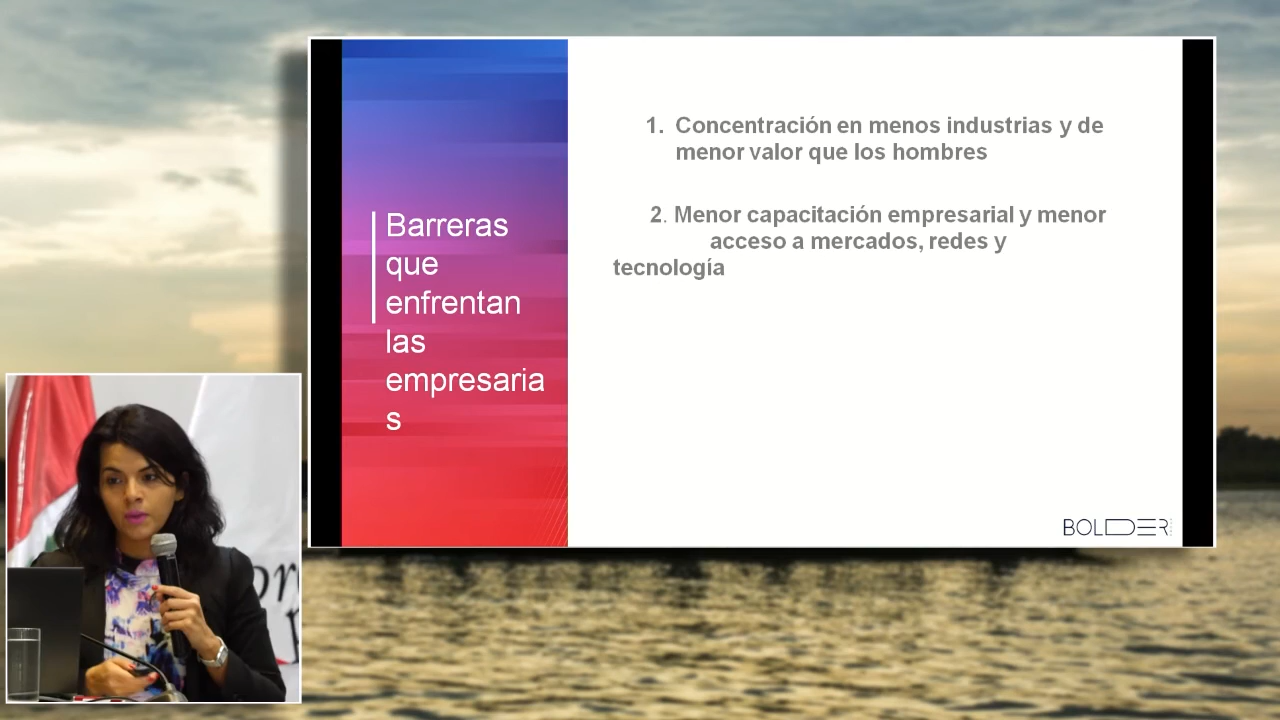 Barreras
que
enfrentan
las
empresaria
s
1. Concentración en menos industrias y de
menor valor que los hombres
2. Menor capacitación empresarial y menor
acceso a mercados, redes y
tecnología
BOLDER